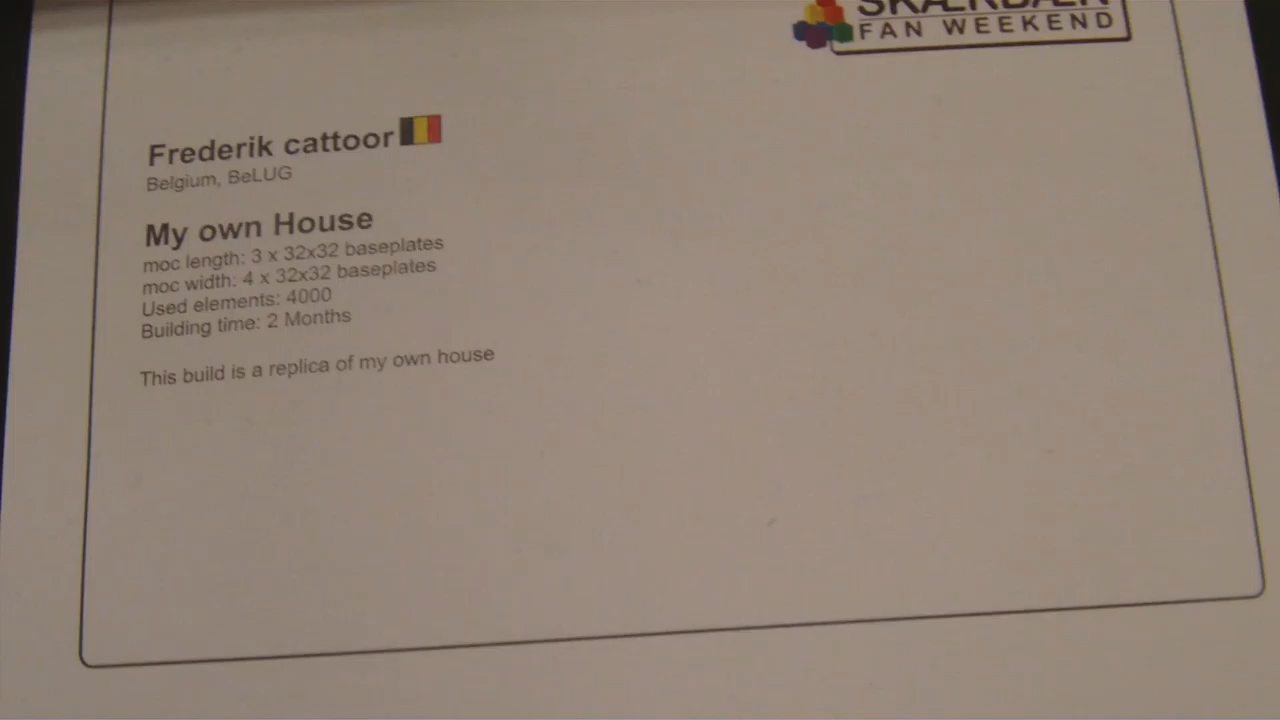 SKÆRBÆK
FAN WEEKEND
Frederik cattoor
Belgium, BeLUG
My own House
moc length: 3 x 32x32 baseplates
moc width: 4 x 32x32 baseplates
Used elements: 4000
Building time: 2 Months
This build is a replica of my own house